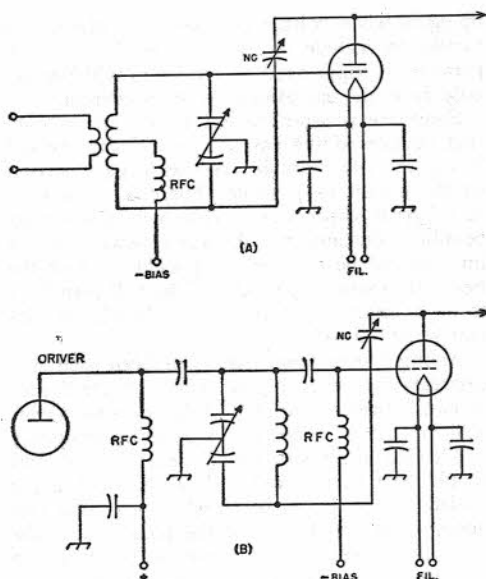 NC
RFC
(A)
-BIAS
FIL.
NC
DRIVER
RFC
RFC
(B)
+
-BIAS
FIL.